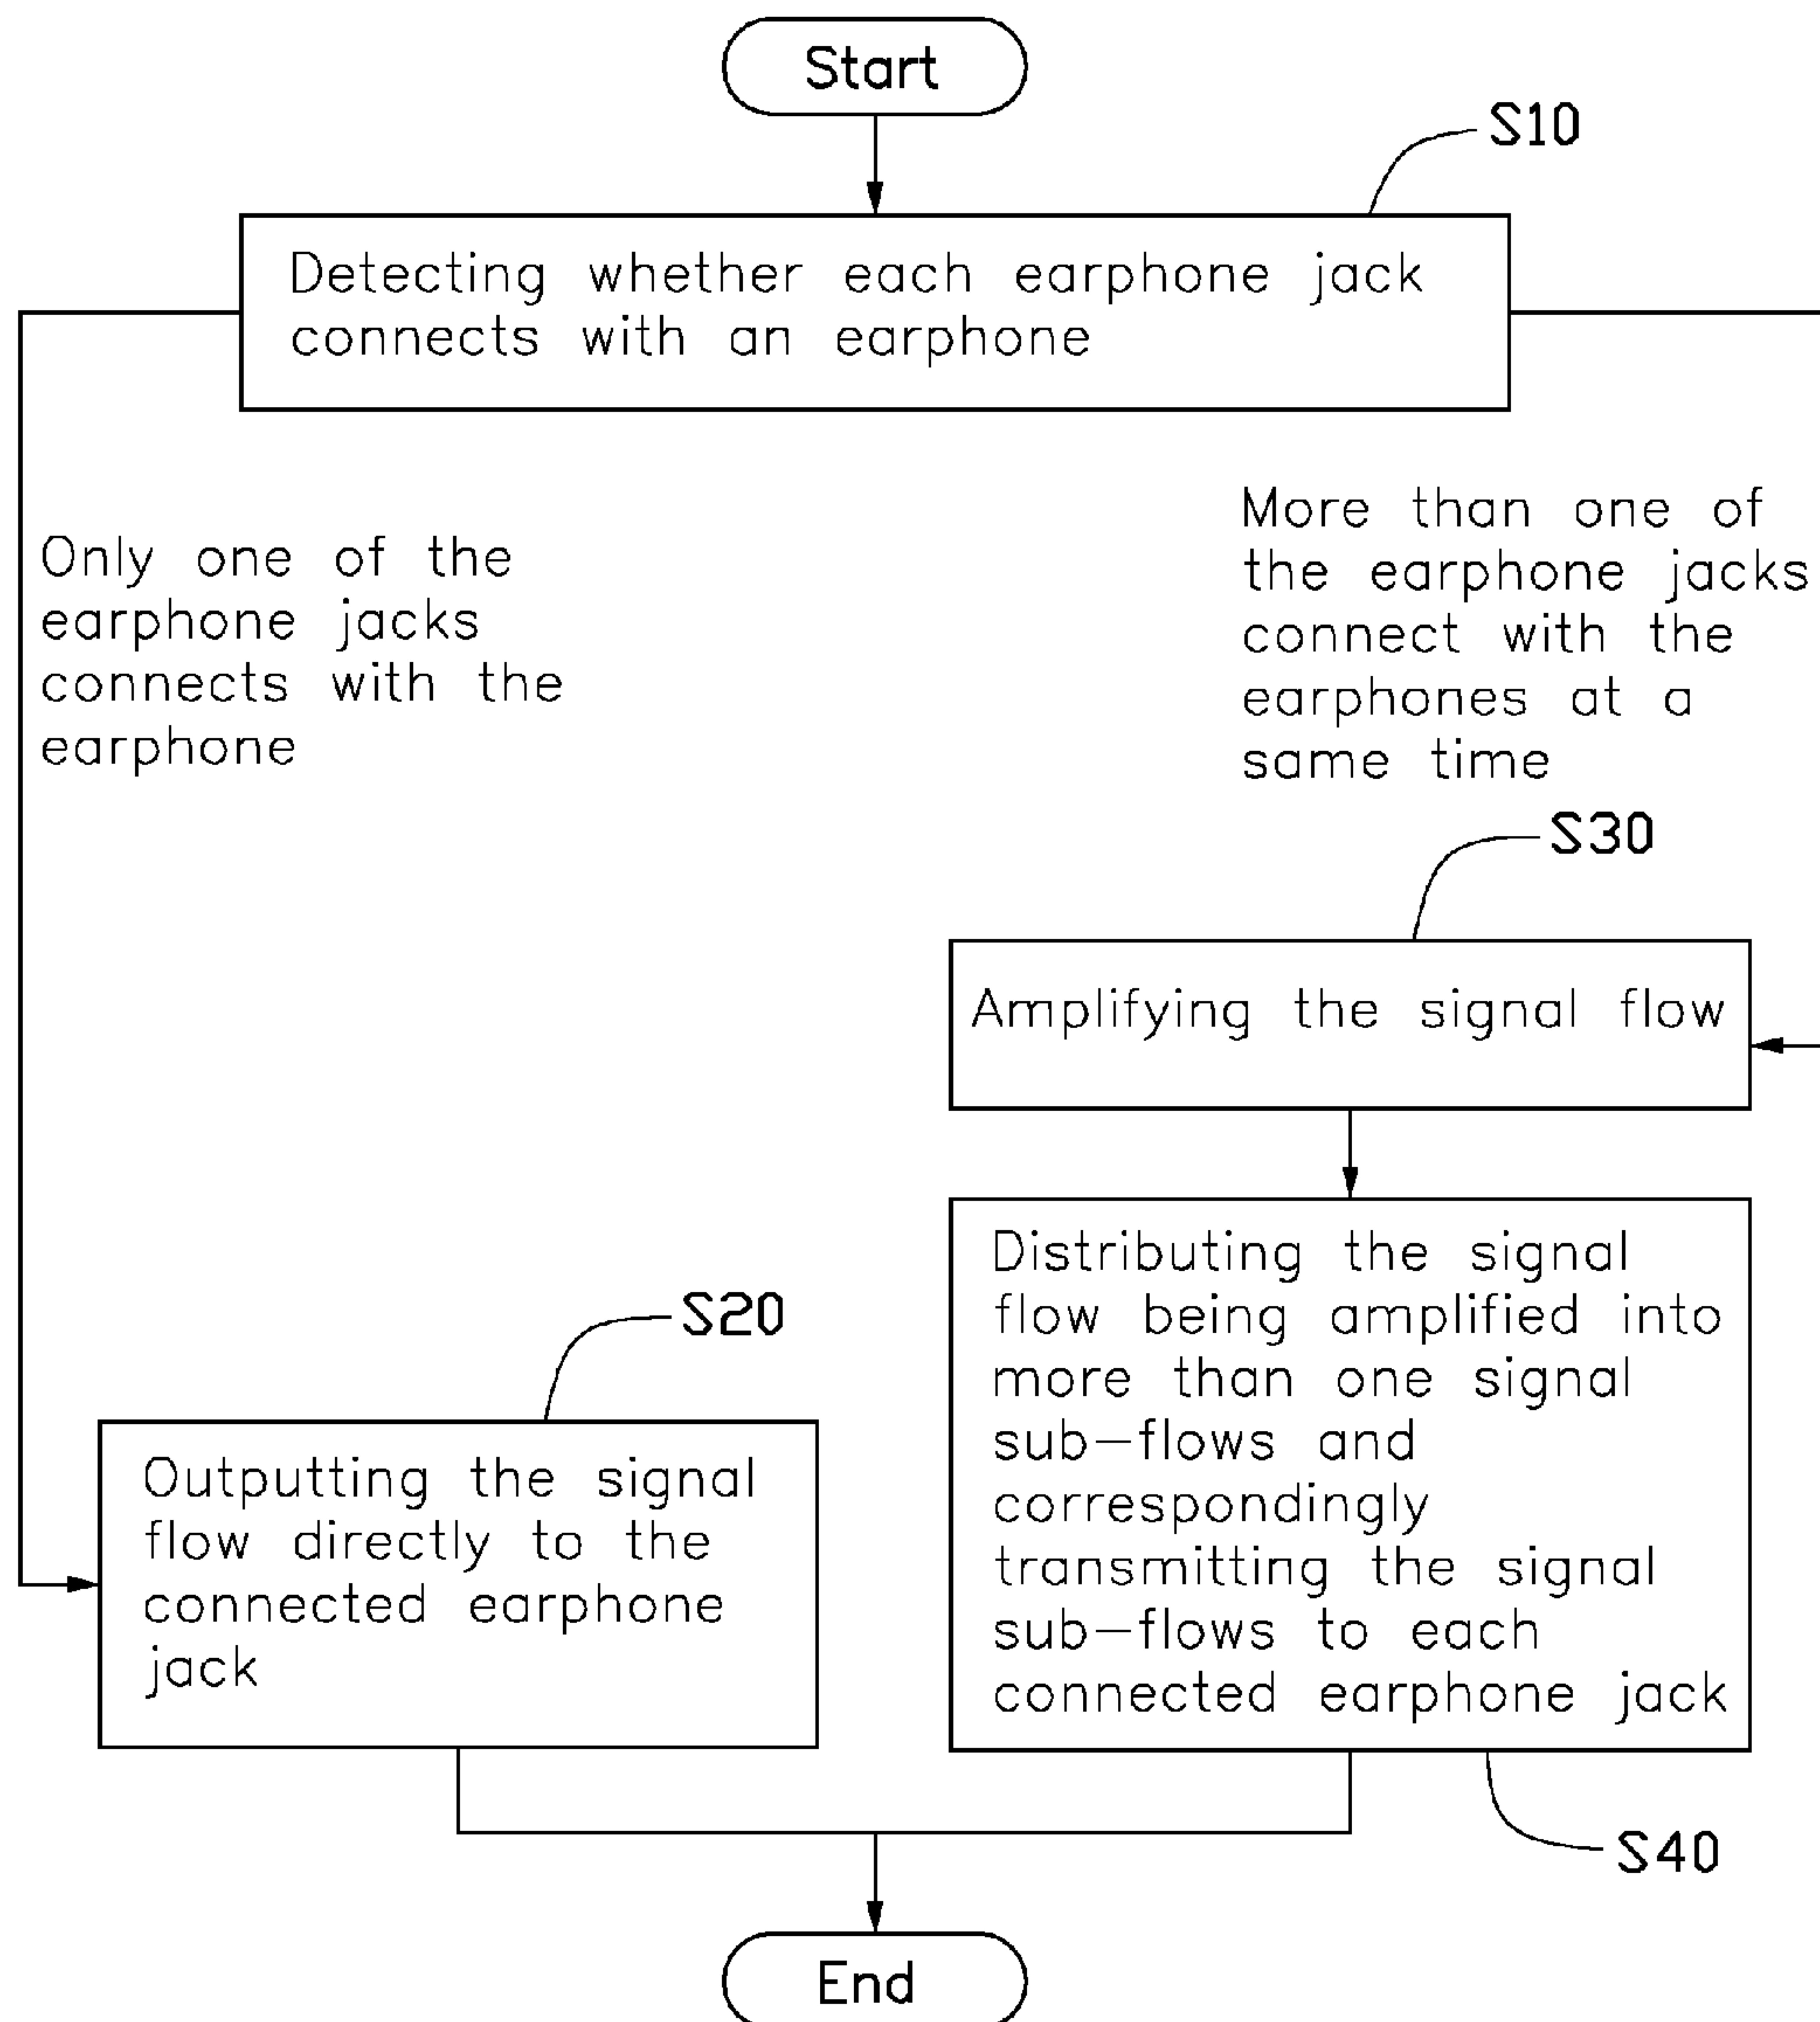 Start
S10
Detecting whether each earphone jack
connects with an earphone
Only one of the
earphone jacks
connects with the
earphone
More than one of
the earphone jacks
connect with the
earphones at a
same time
S30
Amplifying the signal flow
S20
Outputting the signal
flow directly to the
connected earphone
jack
Distributing the signal
flow being amplified into
more than one signal
sub-flows and
correspondingly
transmitting the signal
sub-flows to each
connected earphone jack
S40
End